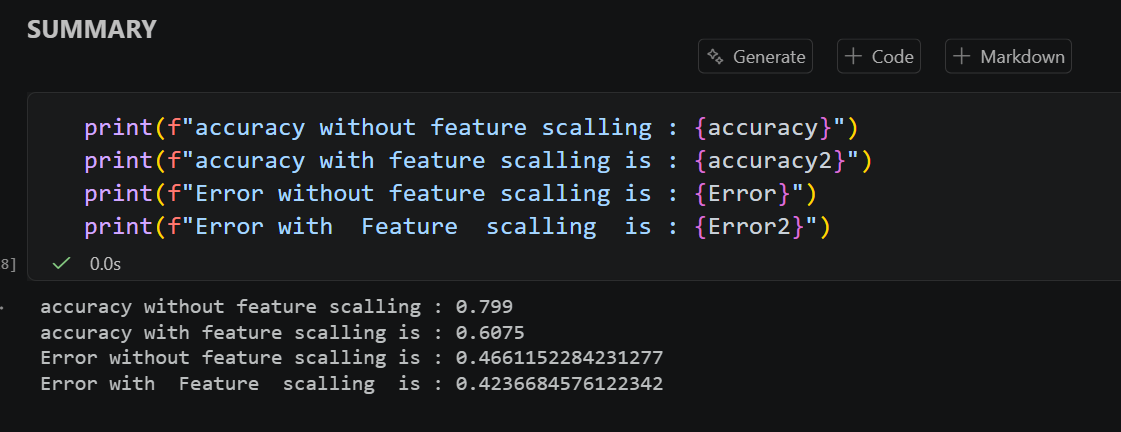 SUMMARY
Generate
Code
Markdown
print(f"accuracy without feature scalling : {accuracy}")
print(f"accuracy with feature scalling is : {accuracy2}")
print(f"Error without feature scalling is : {Error}")
print(f"Error with  Feature  scalling  is : {Error2}")
8]
0.0s
accuracy without feature scalling : 0.799
accuracy with feature scalling is : 0.6075
Error without feature scalling is : 0.4661152284231277
Error with  Feature  scalling  is : 0.4236684576122342